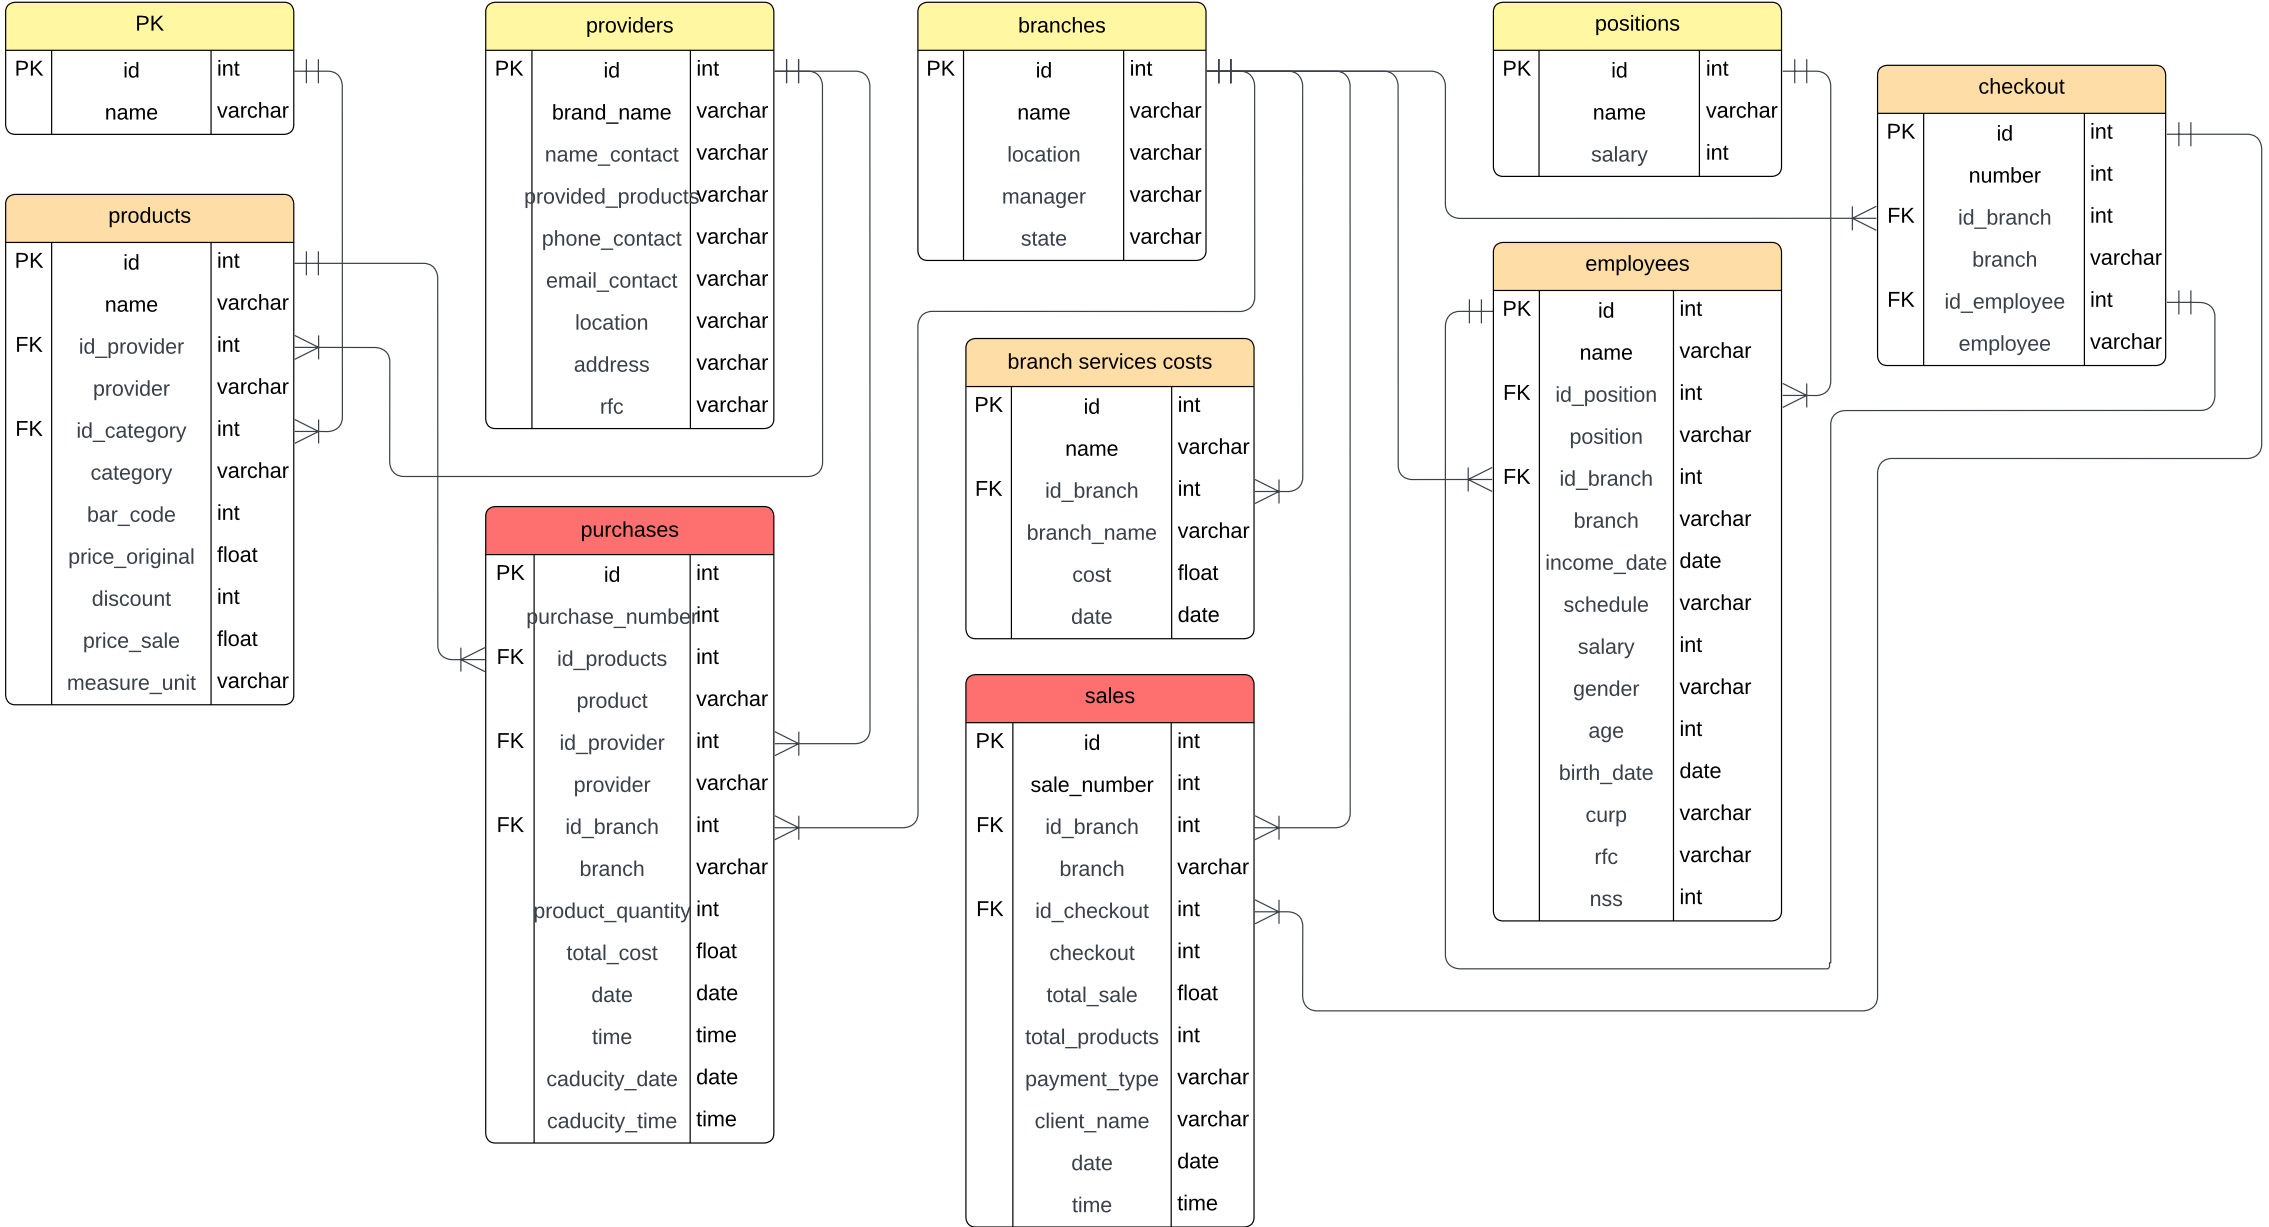 PK
PK id int
name varchar
products
PK id int
name varchar
FK id_provider int
provider varchar
FK id_category int
category varchar
bar_code int
price_original float
discount int
price_sale float
measure_unit varchar
providers
PK id int
brand_name varchar
name_contact varchar
provided_products varchar
phone_contact varchar
email_contact varchar
location varchar
address varchar
rfc varchar
purchases
PK id int
purchase_number int
FK id_products int
product varchar
FK id_provider int
provider varchar
FK id_branch int
branch varchar
product_quantity int
total_cost float
date date
time time
caducity_date date
caducity_time time
branches
PK id int
name varchar
location varchar
manager varchar
state varchar
branch services costs
PK id int
name varchar
FK id_branch int
branch_name varchar
cost float
date date
sales
PK id int
sale_number int
FK id_branch int
branch varchar
FK id_checkout int
checkout int
total_sale float
total_products int
payment_type varchar
client_name varchar
date date
time time
positions
PK id int
name varchar
salary int
employees
PK id int
name varchar
FK id_position int
position varchar
FK id_branch int
branch varchar
income_date date
schedule varchar
salary int
gender varchar
age int
birth_date date
curp varchar
rfc varchar
nss int
checkout
PK id int
number int
FK id_branch int
branch varchar
FK id_employee int
employee varchar